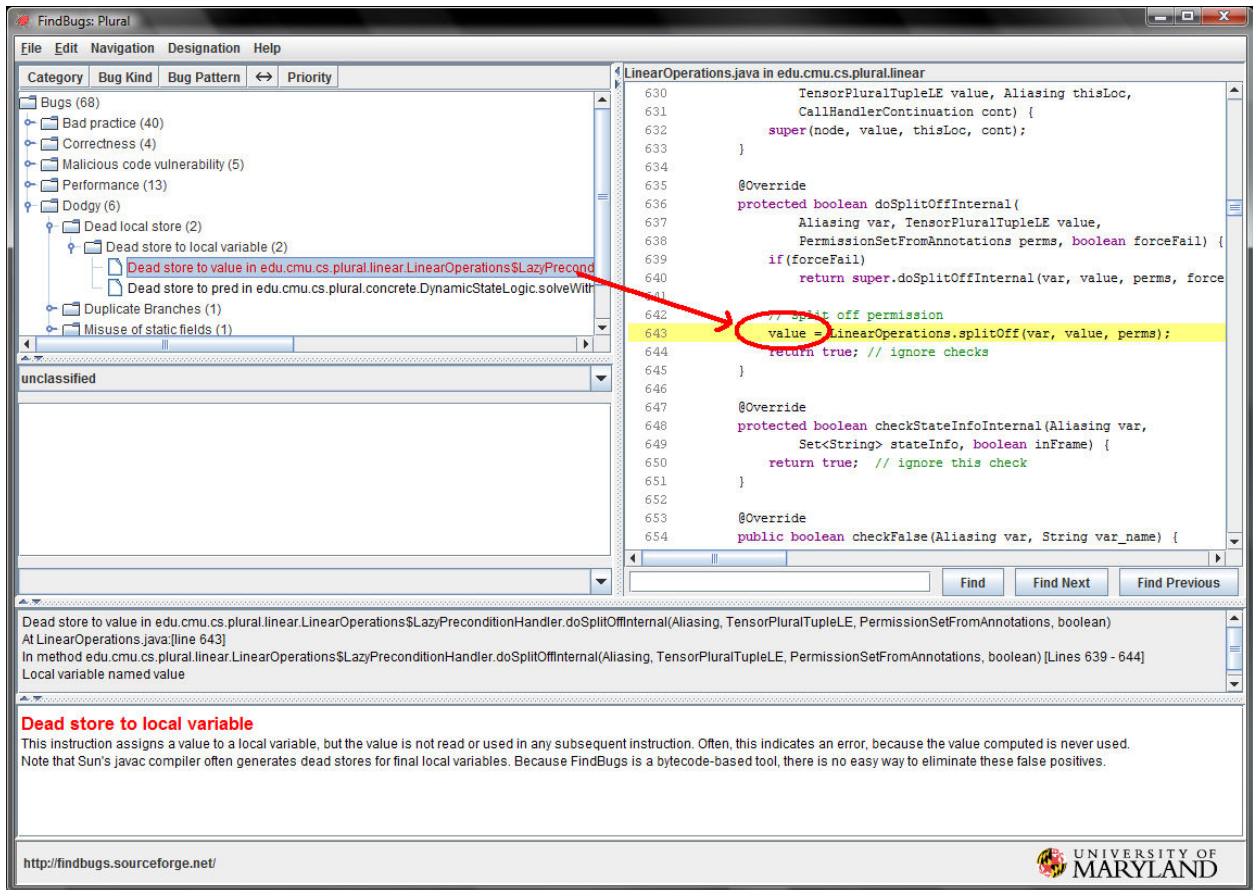 FindBugs: Plural
File Edit Navigation Designation Help
Category Bug Kind Bug Pattern ↔ Priority
Bugs (68)
Bad practice (40)
Correctness (4)
Malicious code vulnerability (5)
Performance (13)
Dodgy (6)
Dead local store (2)
Dead store to local variable (2)
Dead store to value in edu.cmu.cs.plural.linear.LinearOperations$LazyPrecond
Dead store to pred in edu.cmu.cs.plural.concrete.DynamicStateLogic.solveWith
Duplicate Branches (1)
Misuse of static fields (1)
unclassified
LinearOperations.java in edu.cmu.cs.plural.linear
630 TensorPluralTupleLE value, Aliasing thisLoc,
631 CallHandlerContinuation cont) {
632 super(node, value, thisLoc, cont);
633 }
634
635 @Override
636 protected boolean doSplitOffInternal(
637 Aliasing var, TensorPluralTupleLE value,
638 PermissionSetFromAnnotations perms, boolean forceFail) {
639 if(forceFail)
640 return super.doSplitOffInternal(var, value, perms, force
641
642 // split off permission
643 value = LinearOperations.splitOff(var, value, perms);
644 return true; // ignore checks
645 }
646
647 @Override
648 protected boolean checkStateInfoInternal(Aliasing var,
649 Set<String> stateInfo, boolean inFrame) {
650 return true; // ignore this check
651 }
652
653 @Override
654 public boolean checkFalse(Aliasing var, String var_name) {
Find Find Next Find Previous
Dead store to value in edu.cmu.cs.plural.linear.LinearOperations$LazyPreconditionHandler.doSplitOffInternal(Aliasing, TensorPluralTupleLE, PermissionSetFromAnnotations, boolean)
At LinearOperations.java:[line 643]
In method edu.cmu.cs.plural.linear.LinearOperations$LazyPreconditionHandler.doSplitOffInternal(Aliasing, TensorPluralTupleLE, PermissionSetFromAnnotations, boolean) [Lines 639 - 644]
Local variable named value
Dead store to local variable
This instruction assigns a value to a local variable, but the value is not read or used in any subsequent instruction. Often, this indicates an error, because the value computed is never used.
Note that Sun's javac compiler often generates dead stores for final local variables. Because FindBugs is a bytecode-based tool, there is no easy way to eliminate these false positives.
http://findbugs.sourceforge.net/
UNIVERSITY OF
MARYLAND